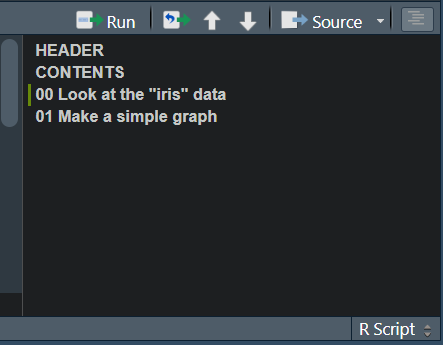 Run Source
HEADER
CONTENTS
00 Look at the "iris" data
01 Make a simple graph
R Script